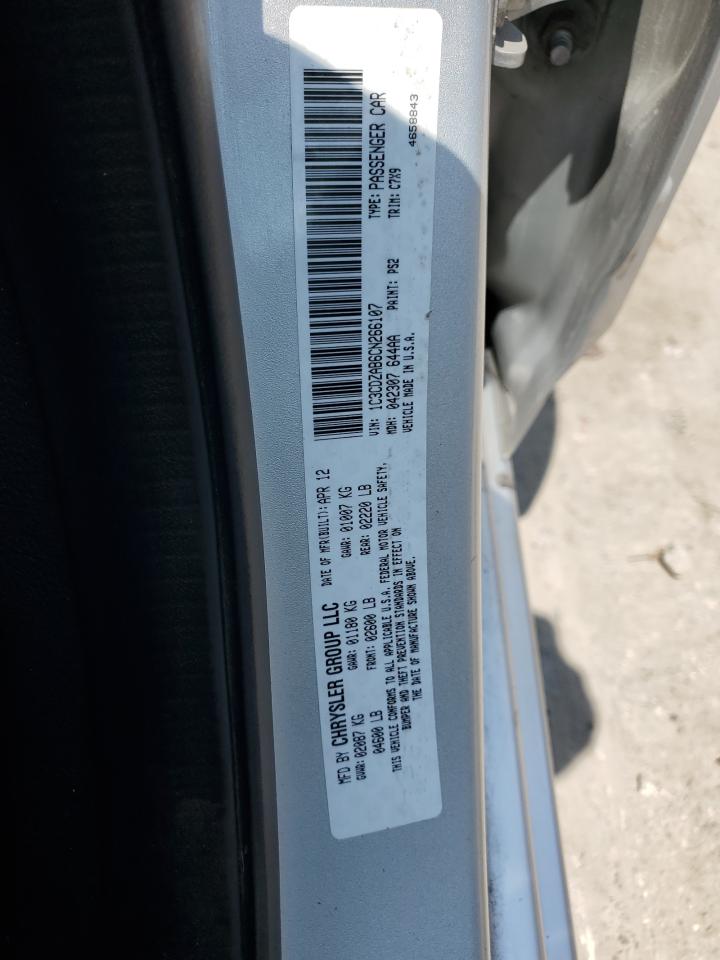 MFD BY CHRYSLER GROUP LLC DATE OF MFR(BUILT): APR 12
GVWR: 02087 KG GAWR: 01180 KG GAWR: 01007 KG
04600 LB FRONT: 02600 LB REAR: 02220 LB
THIS VEHICLE CONFORMS TO ALL APPLICABLE U.S.A. FEDERAL MOTOR VEHICLE SAFETY,
BUMPER AND THEFT PREVENTION STANDARDS IN EFFECT ON
THE DATE OF MANUFACTURE SHOWN ABOVE.
VIN: 1C3CDZAB6CN266107 TYPE: PASSENGER CAR
MDH: 042307 644AA PAINT: PS2 TRIM: C7X9
VEHICLE MADE IN U.S.A.
4658843